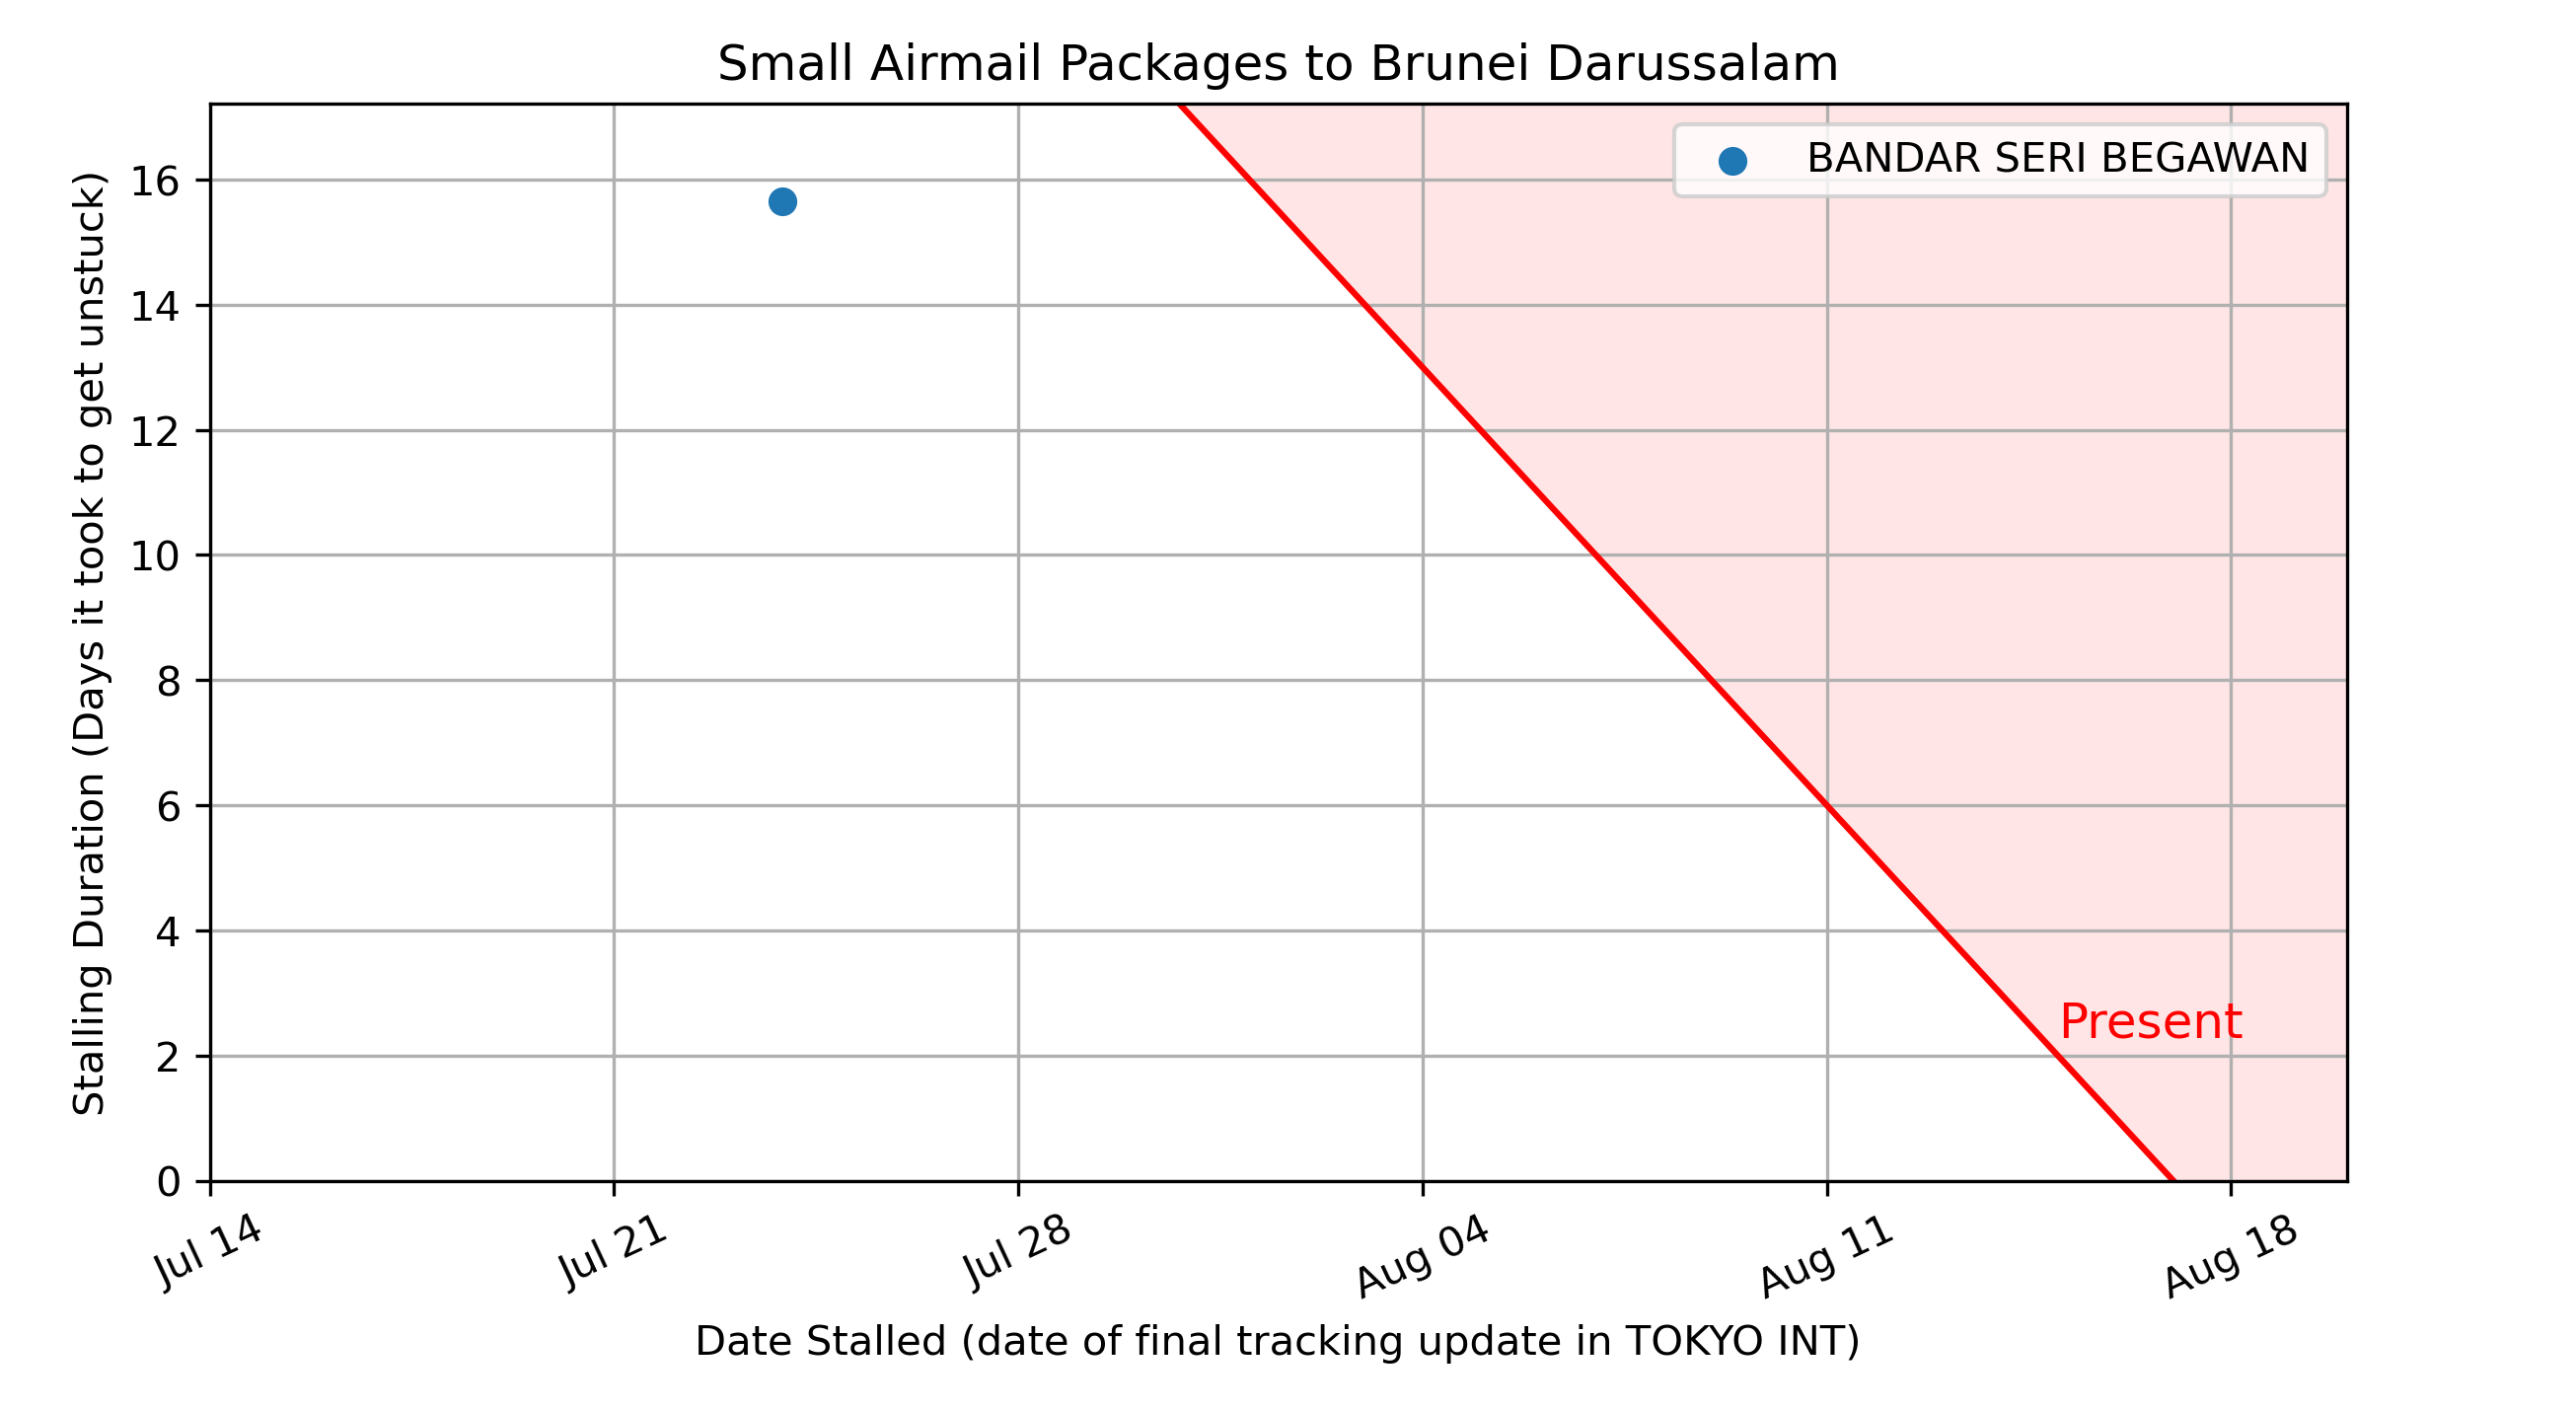 Small Airmail Packages to Brunei Darussalam
BANDAR SERI BEGAWAN
Stalling Duration (Days it took to get unstuck)
16
14
12
10
8
6
4
2
0
Present
Jul 14
Jul 21
Jul 28
Aug 04
Aug 11
Aug 18
Date Stalled (date of final tracking update in TOKYO INT)